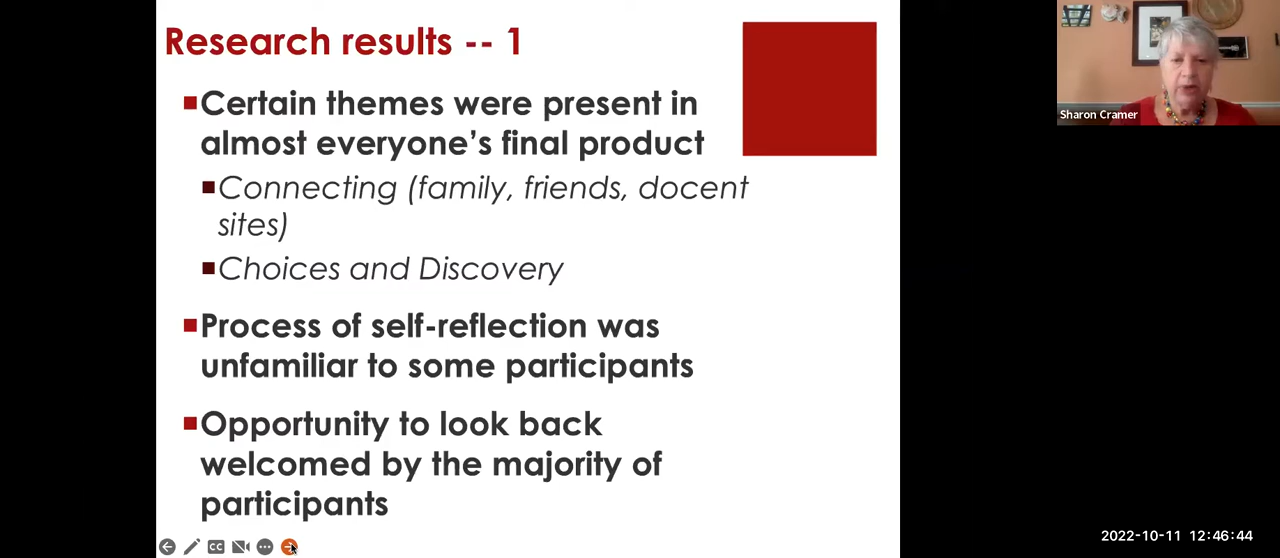 Research results -- 1
Certain themes were present in
almost everyone's final product
Connecting (family, friends, docent
sites)
Choices and Discovery
Process of self-reflection was
unfamiliar to some participants
Opportunity to look back
welcomed by the majority of
participants
CC
Sharon Cramer
2022-10-11 12:46:44